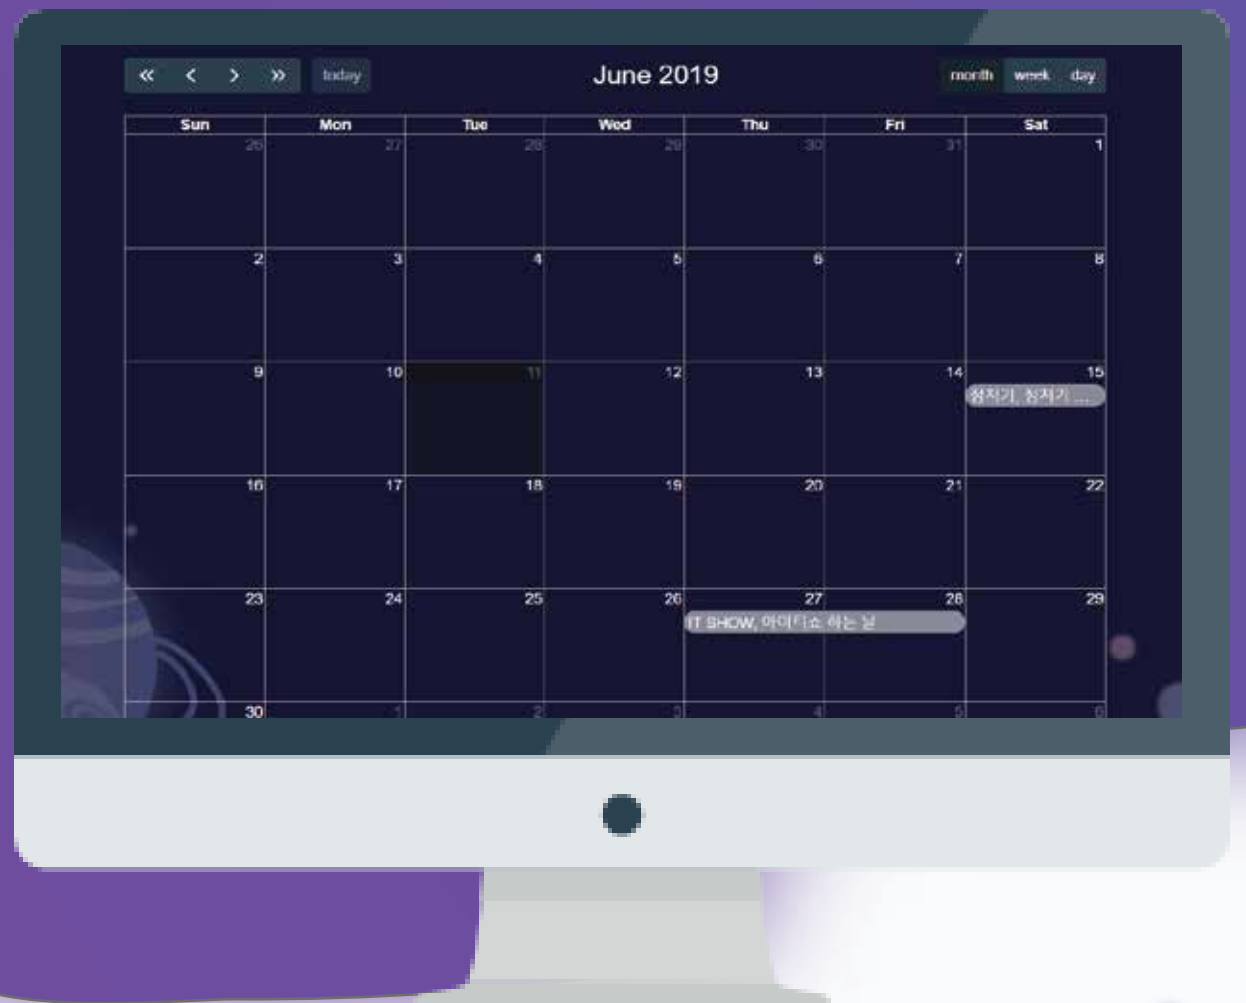 « < > » today June 2019 month week day
Sun Mon Tue Wed Thu Fri Sat
26 27 28 29 30 31 1
2 3 4 5 6 7 8
9 10 11 12 13 14 15
16 17 18 19 20 21 22
23 24 25 26 27 28 29
IT SHOW, 아이티쇼 하는 날
30 1 2 3 4 5 6